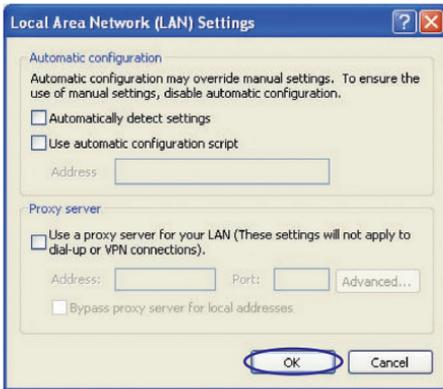 Local Area Network (LAN) Settings
Automatic configuration
Automatic configuration may override manual settings. To ensure the
use of manual settings, disable automatic configuration.
Automatically detect settings
Use automatic configuration script
Address
Proxy server
Use a proxy server for your LAN (These settings will not apply to
dial-up or VPN connections).
Address: Port: Advanced...
Bypass proxy server for local addresses
OK Cancel